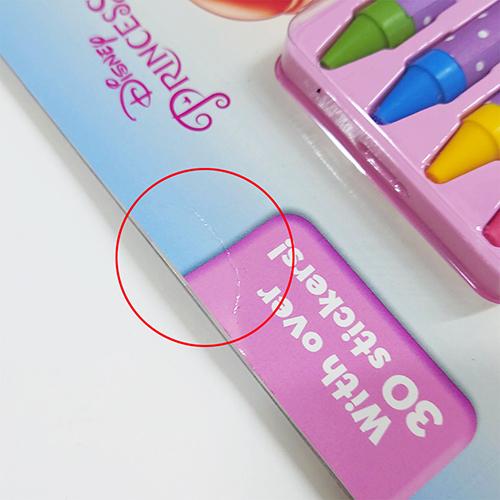 Disney
PRINCESS
With over
30 stickers!